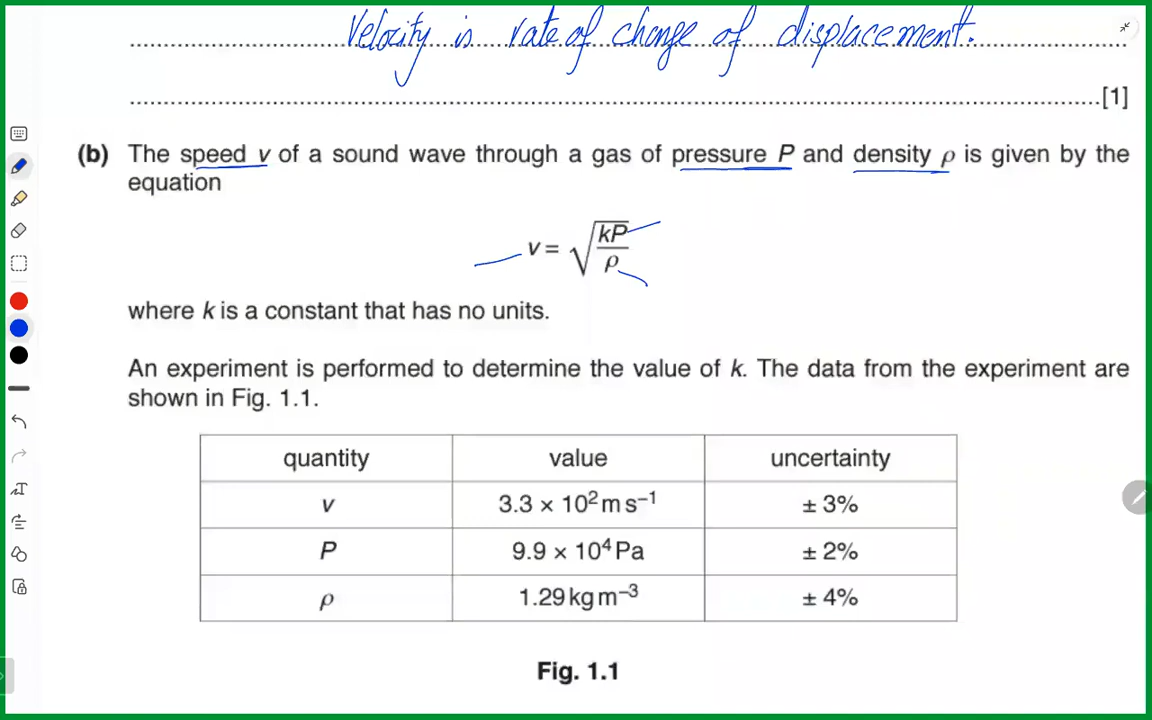 Velocity is rate of change of displacement.
[1]
(b) The speed v of a sound wave through a gas of pressure P and density ρ is given by the
equation
v = √(kP/ρ)
where k is a constant that has no units.
An experiment is performed to determine the value of k. The data from the experiment are
shown in Fig. 1.1.
quantity value uncertainty
v 3.3 × 10² m s⁻¹ ± 3%
P 9.9 × 10⁴ Pa ± 2%
ρ 1.29 kg m⁻³ ± 4%
Fig. 1.1